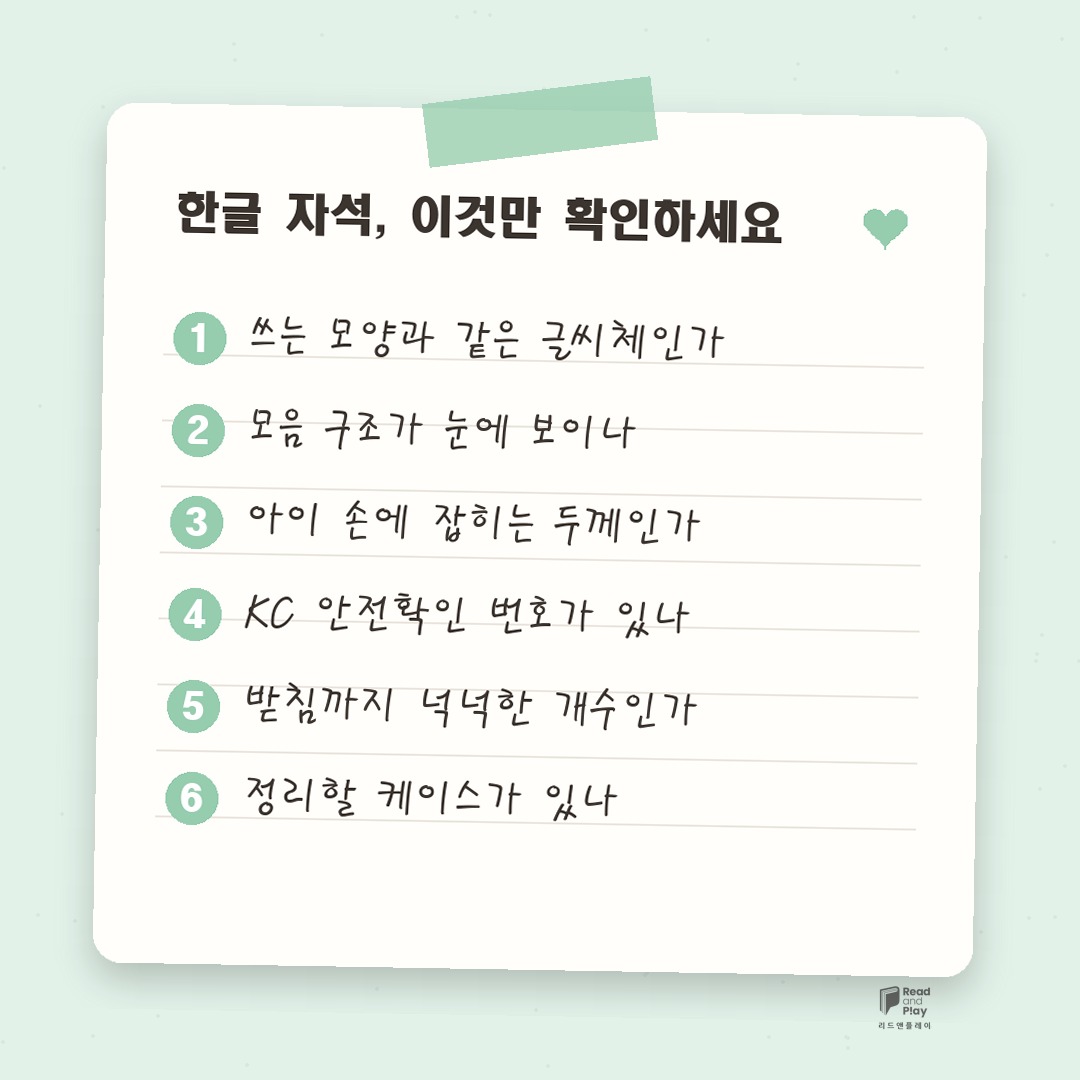 한글 자석, 이것만 확인하세요
1 쓰는 모양과 같은 글씨체인가
2 모음 구조가 눈에 보이나
3 아이 손에 잡히는 두께인가
4 KC 안전확인 번호가 있나
5 받침까지 넉넉한 개수인가
6 정리할 케이스가 있나
Read
and
Play
리드앤플레이